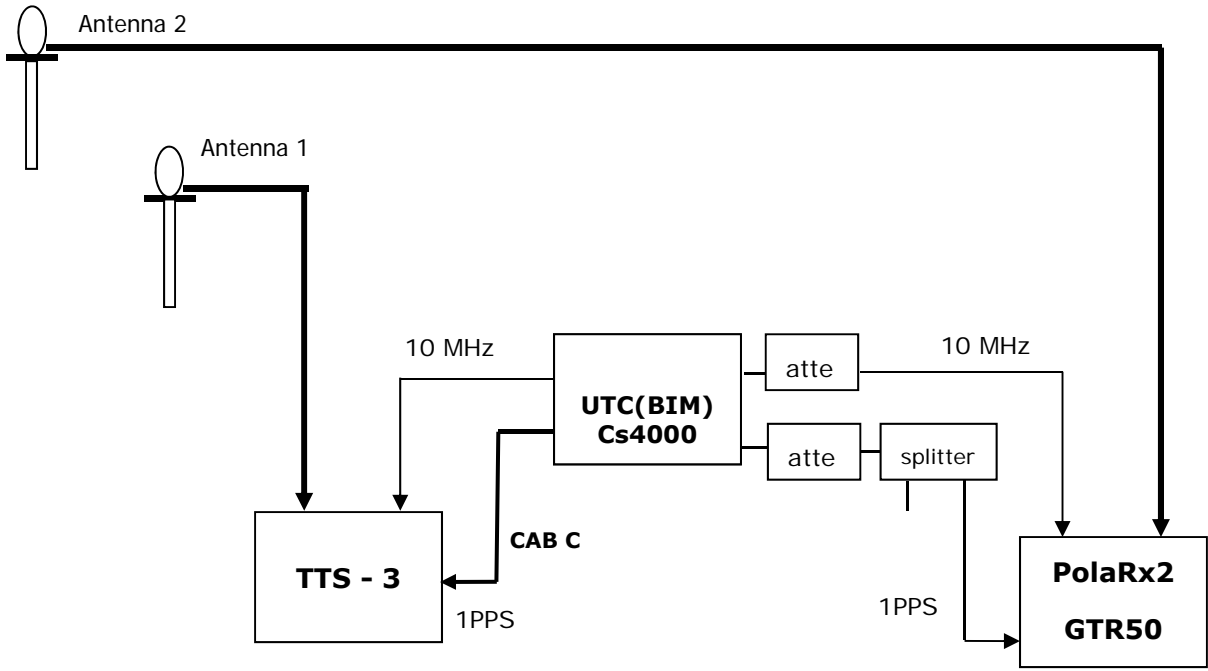 Antenna 2
Antenna 1
10 MHz
10 MHz
atte
UTC(BIM)
Cs4000
atte
splitter
CAB C
TTS - 3
1PPS
1PPS
PolaRx2
GTR50